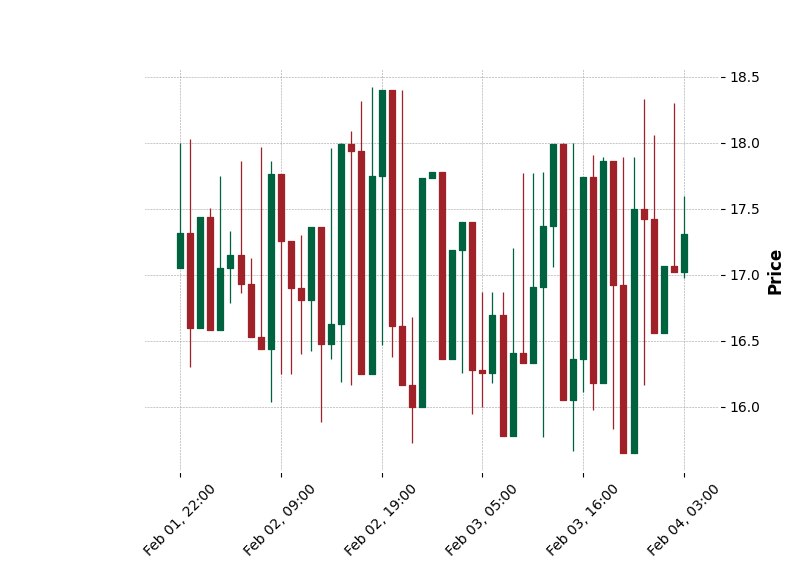 18.5
18.0
17.5
17.0
16.5
16.0
Price
Feb 01, 22:00
Feb 02, 09:00
Feb 02, 19:00
Feb 03, 05:00
Feb 03, 16:00
Feb 04, 03:00